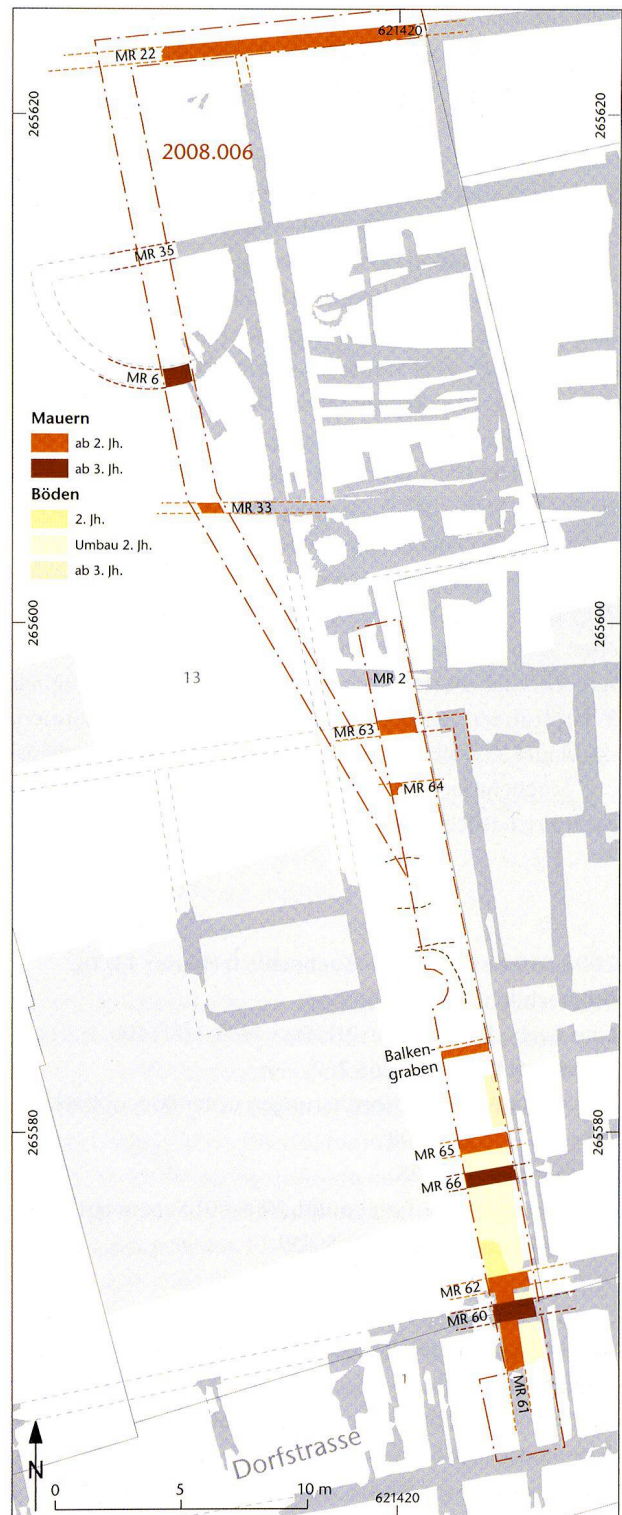 621420
MR 22
265620
265620
2008.006
MR 35
MR 6
Mauern
ab 2. Jh.
ab 3. Jh.
Böden
2. Jh.
Umbau 2. Jh.
ab 3. Jh.
MR 33
265600
265600
13
MR 2
MR 63
MR 64
Balken-
graben
265580
265580
MR 65
MR 66
MR 62
MR 60
1
MR 61
Dorfstrasse
N
0 5 10 m
621420